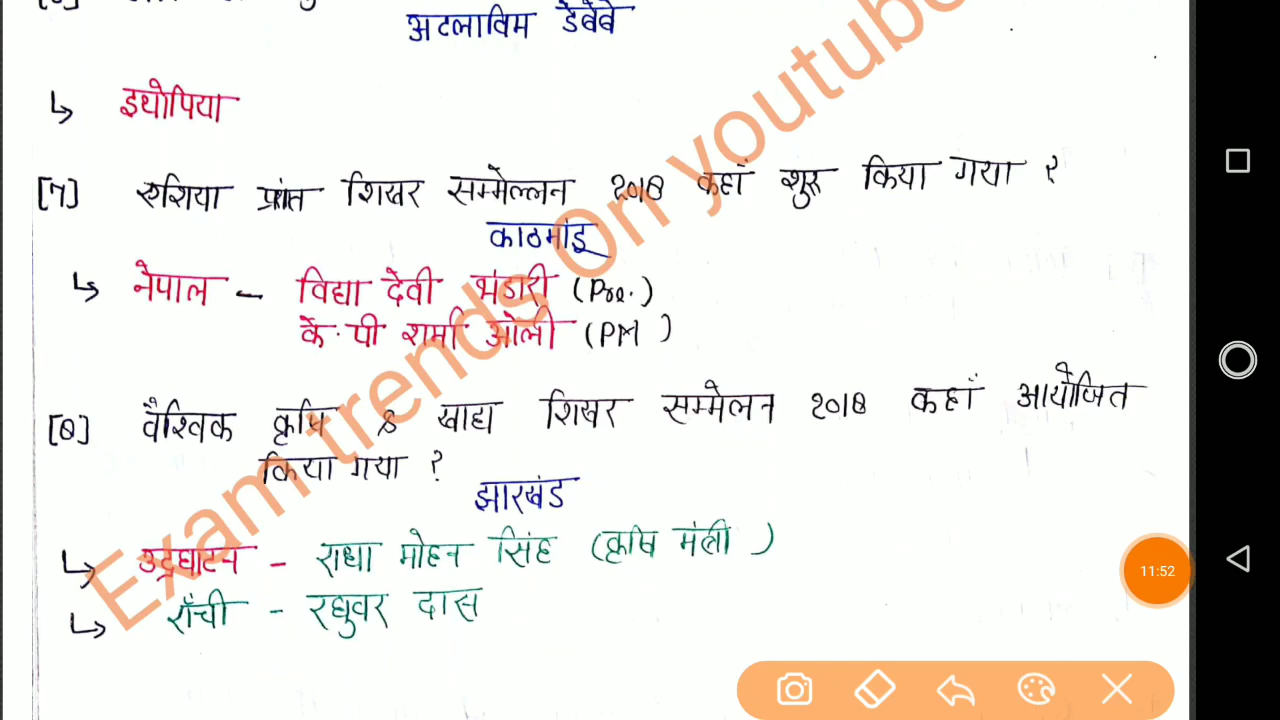 अटलाविम डेबेबे
↳ इथोपिया
[7] एशिया प्रशांत शिखर सम्मेल्लन 2018 कहाँ शुरू किया गया ?
काठमांडू
↳ नेपाल - विद्या देवी भंडारी (Pre.)
के. पी शर्मा ओली (PM)
[8] वैश्विक कृषि & खाद्य शिखर सम्मेलन 2018 कहाँ आयोजित
किया गया ?
झारखंड
↳ उद्घाटन - राधा मोहन सिंह (कृषि मंत्री)
↳ राँची - रघुवर दास
Exam trends On youtube
11:52